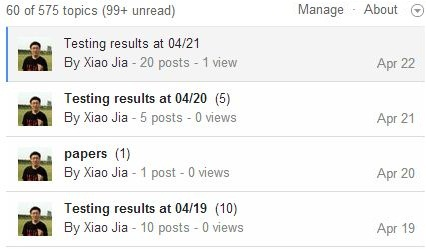 60 of 575 topics (99+ unread) Manage · About
Testing results at 04/21
By Xiao Jia - 20 posts - 1 view Apr 22
Testing results at 04/20 (5)
By Xiao Jia - 5 posts - 0 views Apr 21
papers (1)
By Xiao Jia - 1 post - 0 views Apr 20
Testing results at 04/19 (10)
By Xiao Jia - 10 posts - 0 views Apr 19